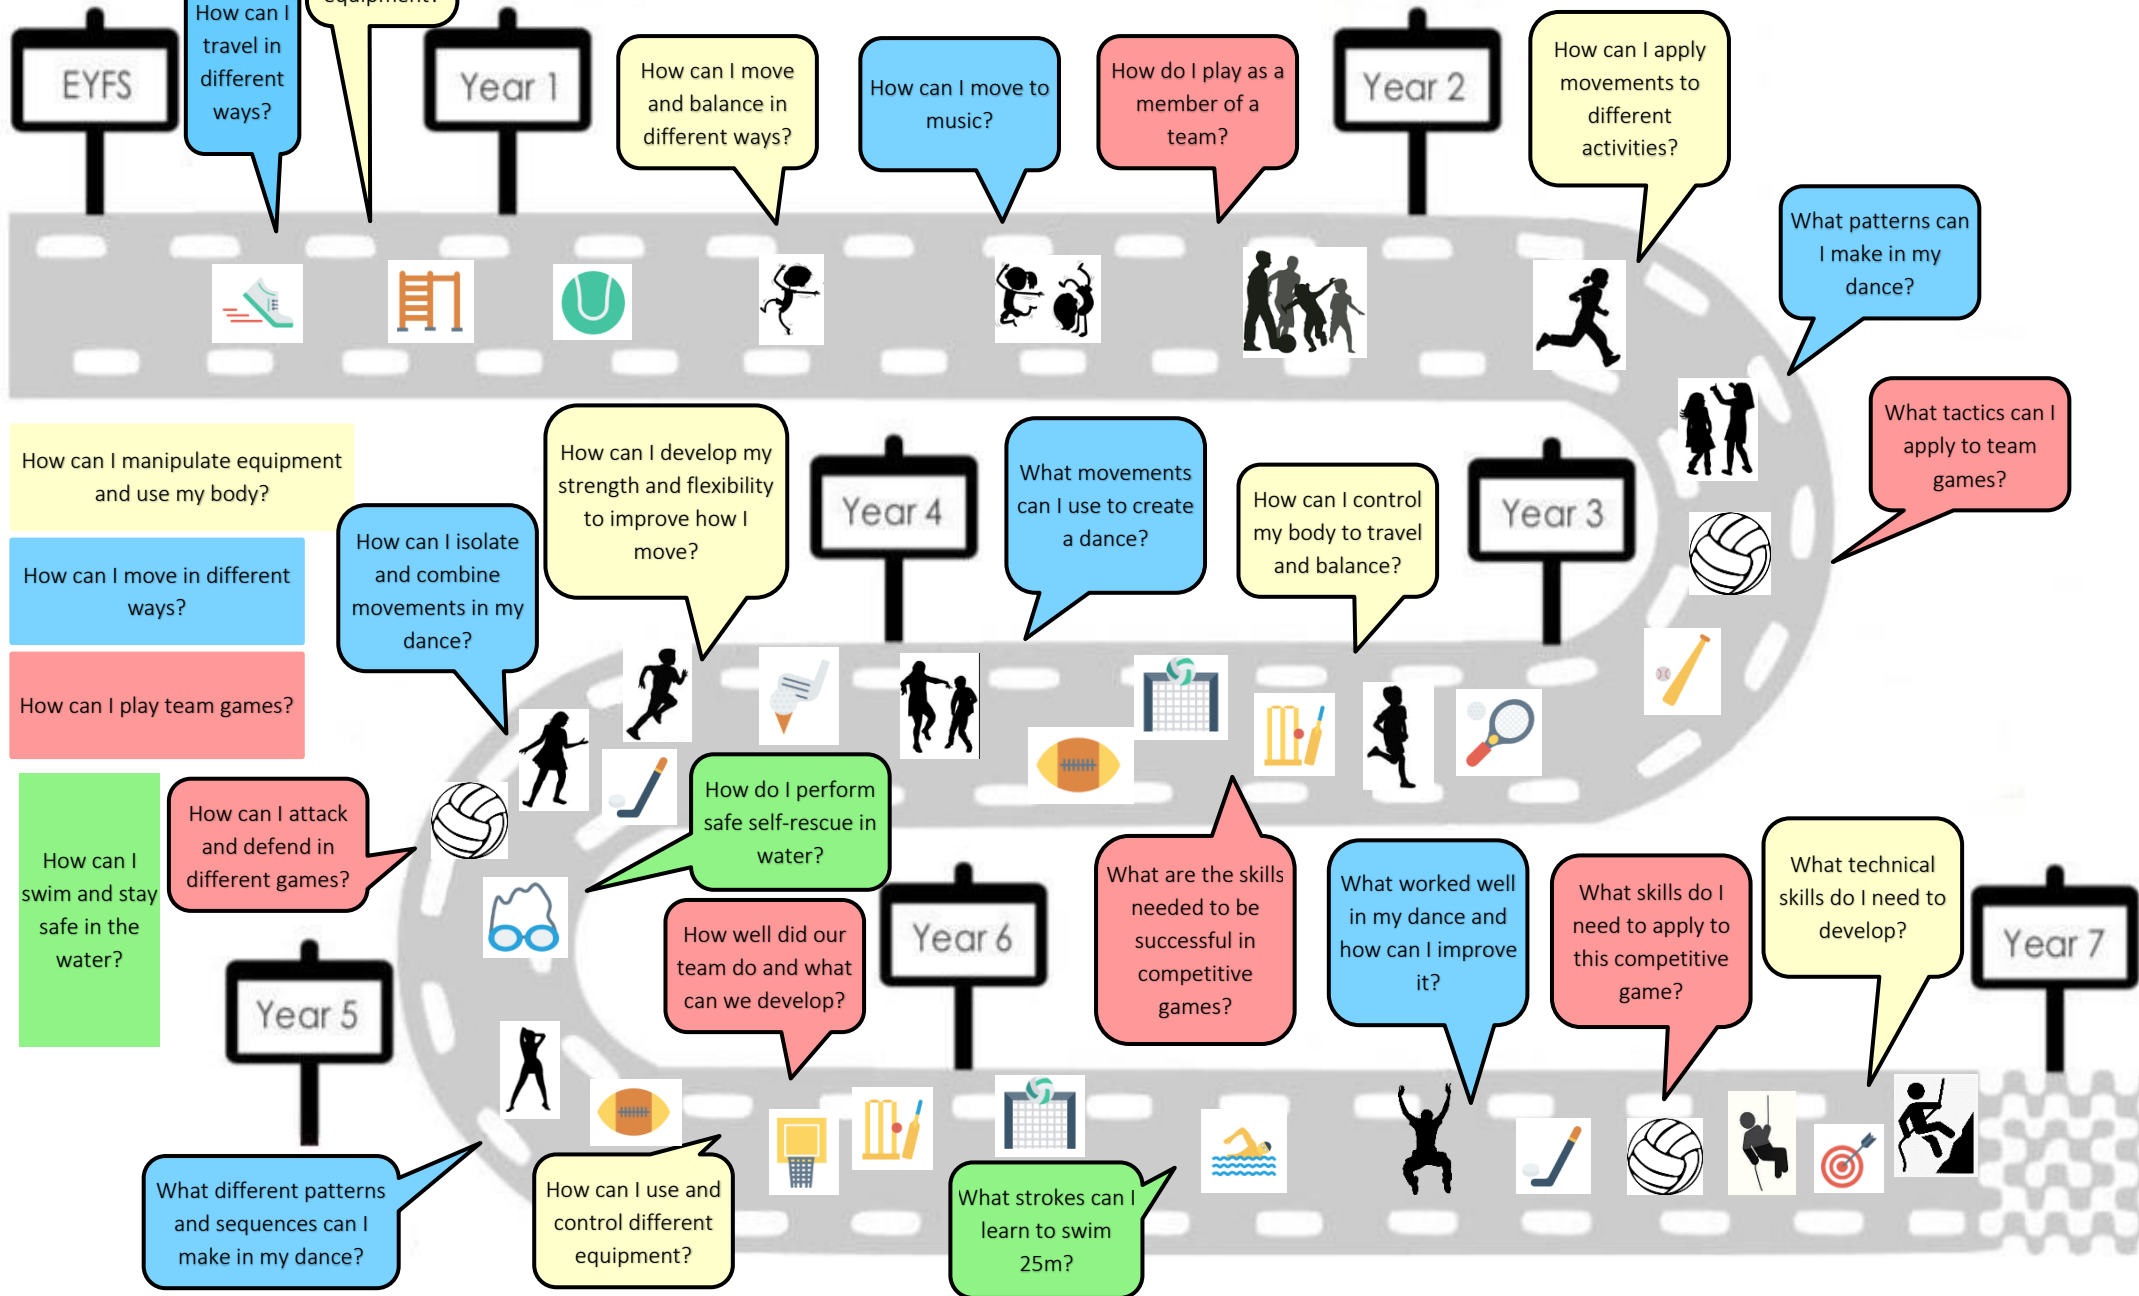 EYFS
How can I
travel in
different
ways?
equipment?
Year 1
How can I move
and balance in
different ways?
How can I move to
music?
How do I play as a
member of a
team?
Year 2
How can I apply
movements to
different
activities?
What patterns can
I make in my
dance?
What tactics can I
apply to team
games?
Year 3
How can I control
my body to travel
and balance?
What movements
can I use to create
a dance?
What are the skills
needed to be
successful in
competitive
games?
Year 4
How can I develop my
strength and flexibility
to improve how I
move?
How can I isolate
and combine
movements in my
dance?
How can I attack
and defend in
different games?
How do I perform
safe self-rescue in
water?
How can I manipulate equipment
and use my body?
How can I move in different
ways?
How can I play team games?
How can I
swim and stay
safe in the
water?
Year 5
What different patterns
and sequences can I
make in my dance?
How can I use and
control different
equipment?
How well did our
team do and what
can we develop?
Year 6
What strokes can I
learn to swim
25m?
What worked well
in my dance and
how can I improve
it?
What skills do I
need to apply to
this competitive
game?
What technical
skills do I need to
develop?
Year 7